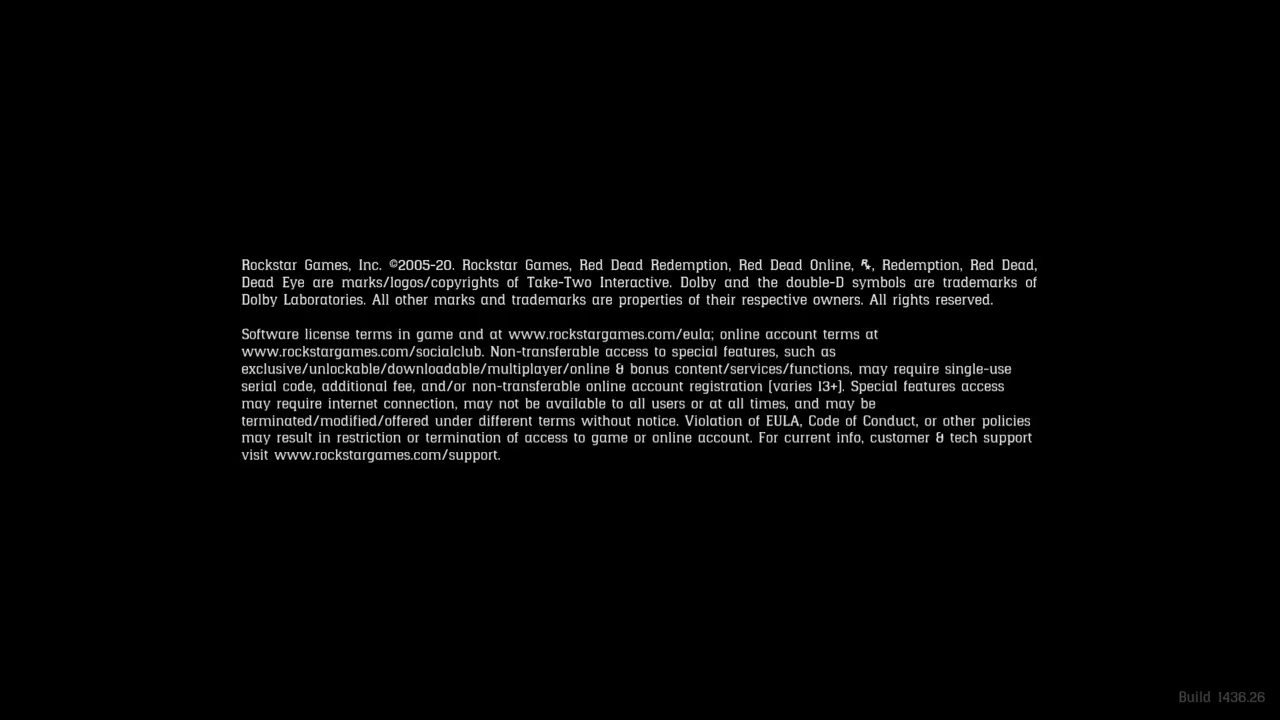 Rockstar Games, Inc. ©2005-20. Rockstar Games, Red Dead Redemption, Red Dead Online, , Redemption, Red Dead,
Dead Eye are marks/logos/copyrights of Take-Two Interactive. Dolby and the double-D symbols are trademarks of
Dolby Laboratories. All other marks and trademarks are properties of their respective owners. All rights reserved.
Software license terms in game and at www.rockstargames.com/eula; online account terms at
www.rockstargames.com/socialclub. Non-transferable access to special features, such as
exclusive/unlockable/downloadable/multiplayer/online & bonus content/services/functions, may require single-use
serial code, additional fee, and/or non-transferable online account registration (varies 13+). Special features access
may require internet connection, may not be available to all users or at all times, and may be
terminated/modified/offered under different terms without notice. Violation of EULA, Code of Conduct, or other policies
may result in restriction or termination of access to game or online account. For current info, customer & tech support
visit www.rockstargames.com/support.
Build 1436.26